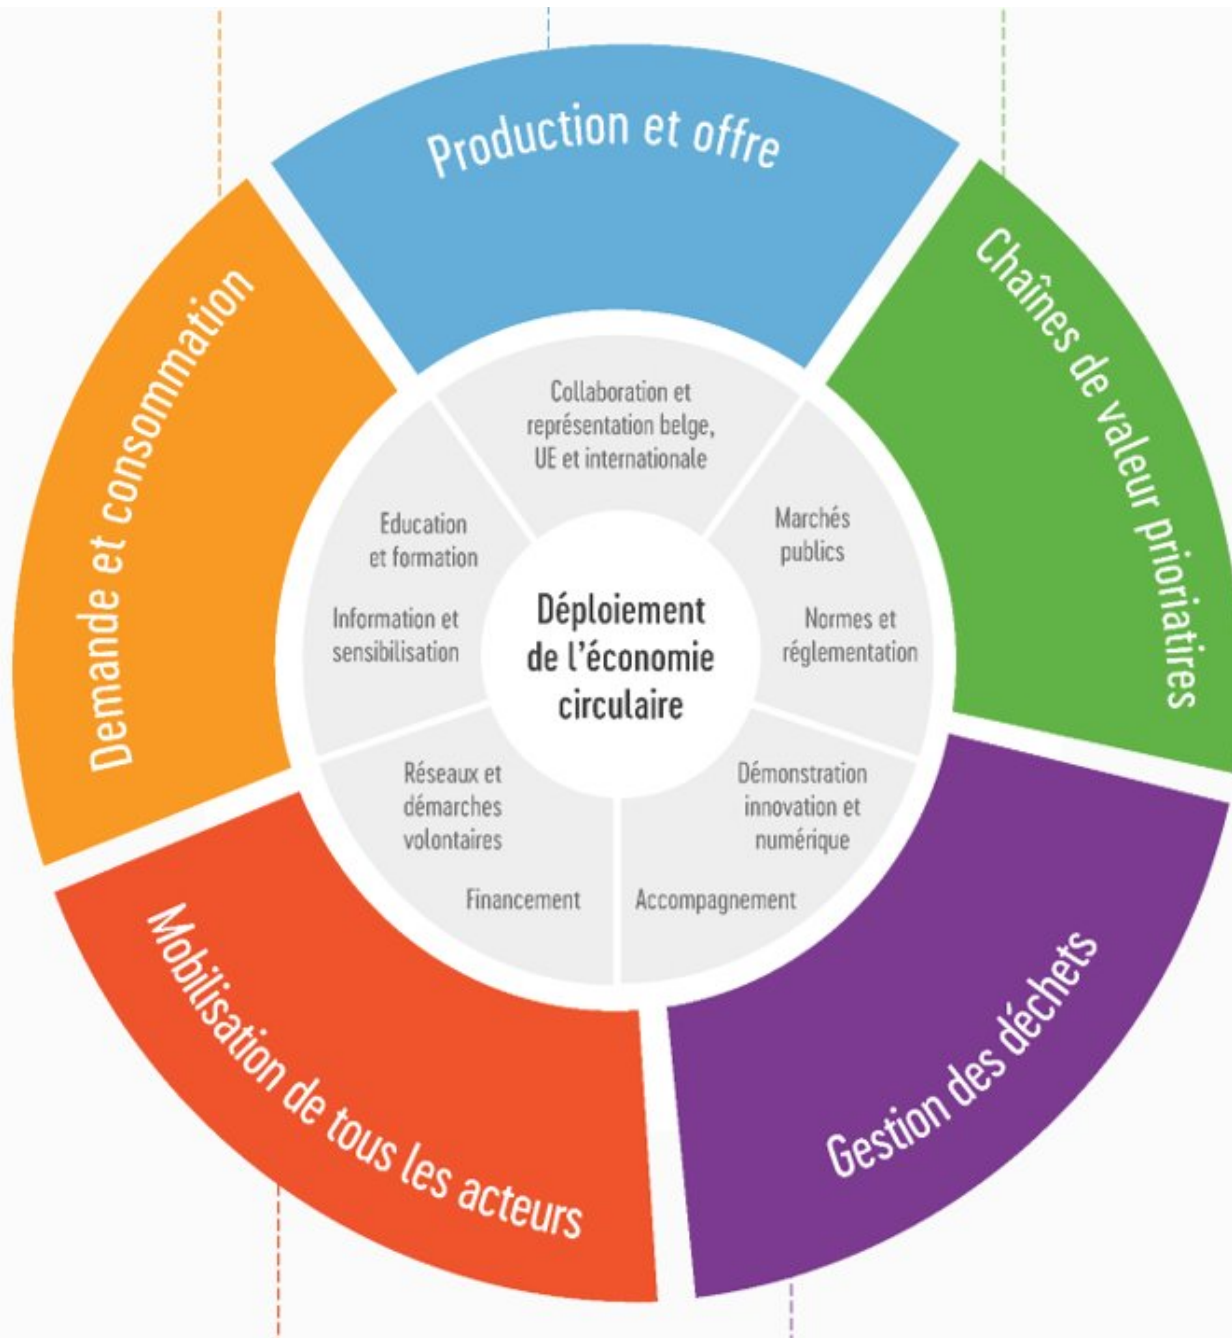 Production et offre
Chaînes de valeur prioriatires
Gestion des déchets
Mobilisation de tous les acteurs
Demande et consommation
Collaboration et
représentation belge,
UE et internationale
Marchés
publics
Normes et
réglementation
Démonstration
innovation et
numérique
Accompagnement
Financement
Réseaux et
démarches
volontaires
Information et
sensibilisation
Education
et formation
Déploiement
de l'économie
circulaire